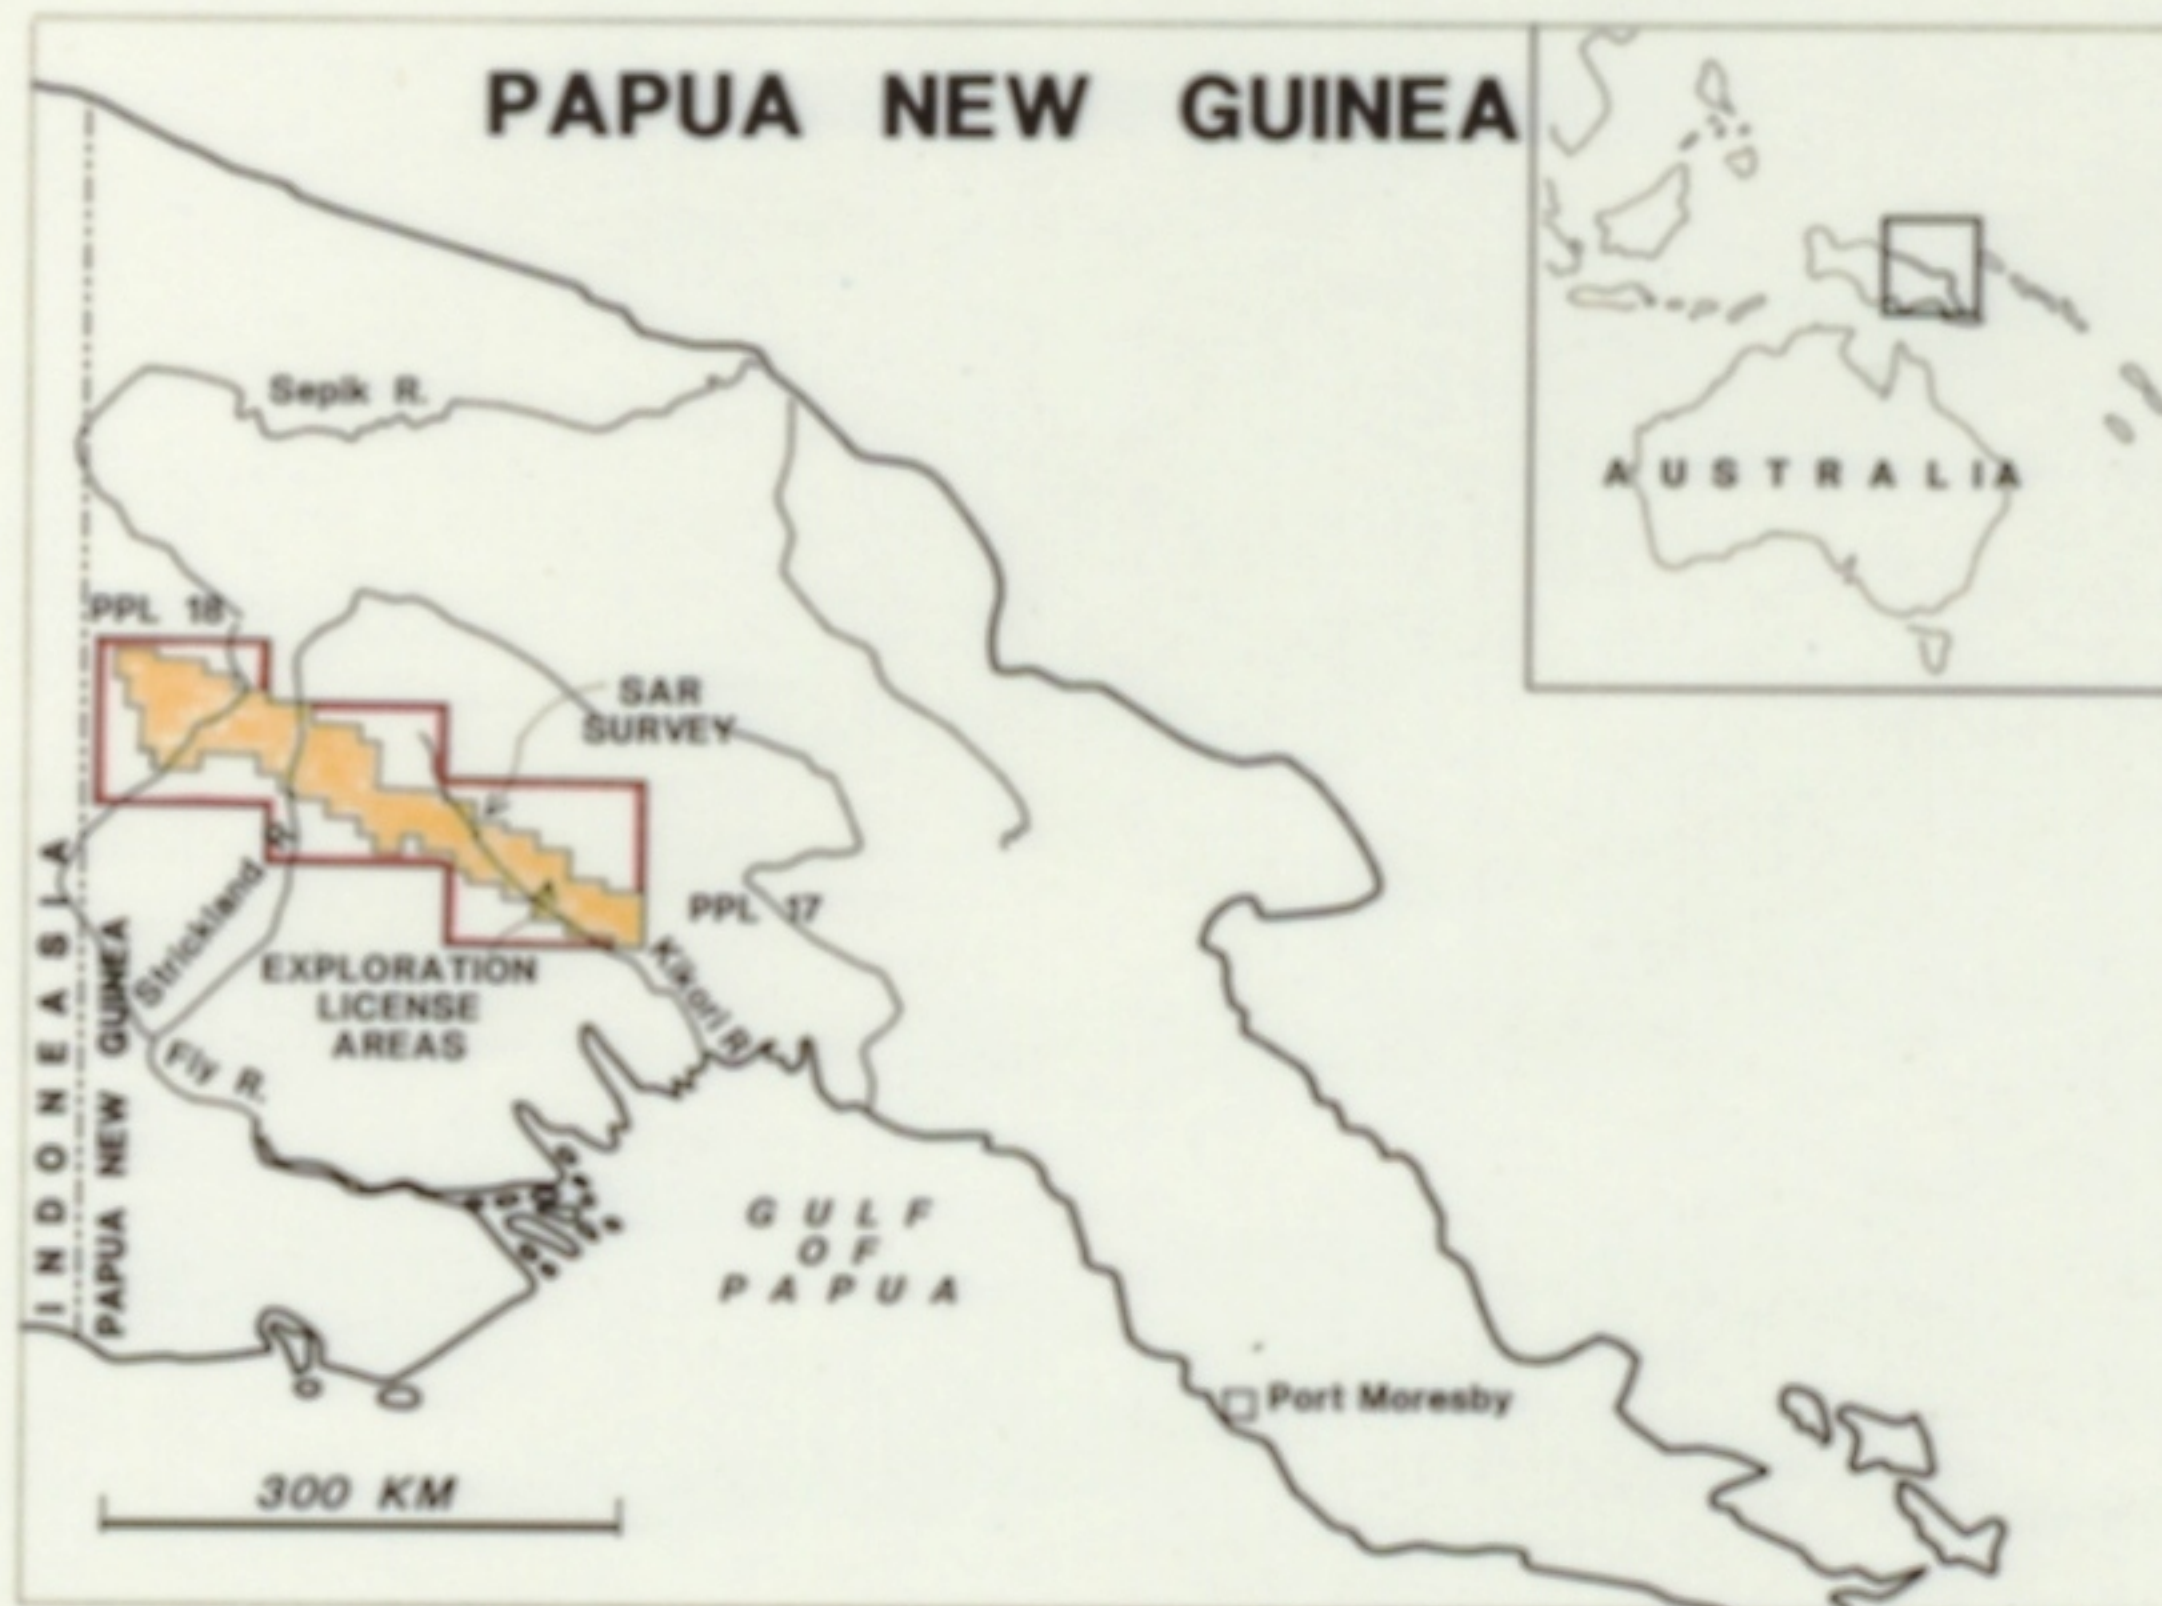 PAPUA NEW GUINEA
AUSTRALIA
Sepik R.
PPL 18
SAR
SURVEY
PPL 17
Strickland R.
EXPLORATION
LICENSE
AREAS
Kikori R.
Fly R.
INDONEASIA
PAPUA NEW GUINEA
GULF
OF
PAPUA
Port Moresby
300 KM